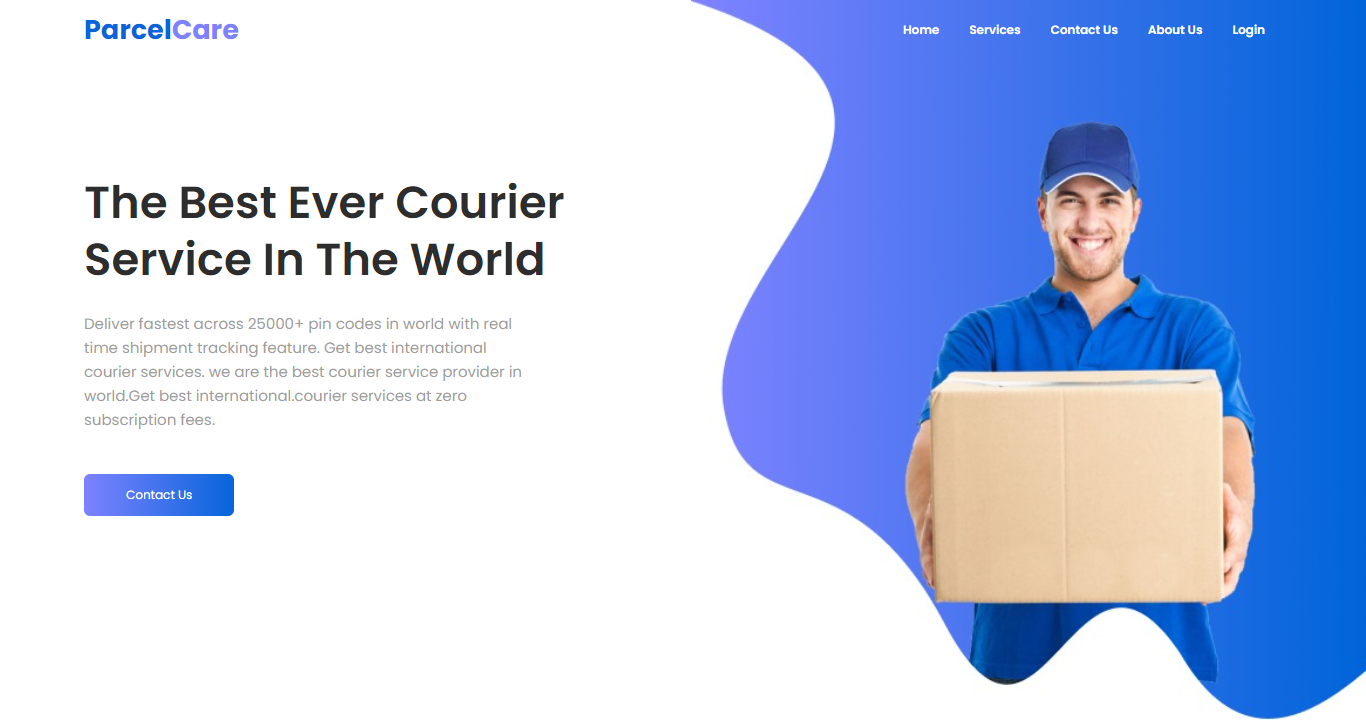 ParcelCare
Home Services Contact Us About Us Login
The Best Ever Courier
Service In The World
Deliver fastest across 25000+ pin codes in world with real
time shipment tracking feature. Get best international
courier services. we are the best courier service provider in
world.Get best international.courier services at zero
subscription fees.
Contact Us